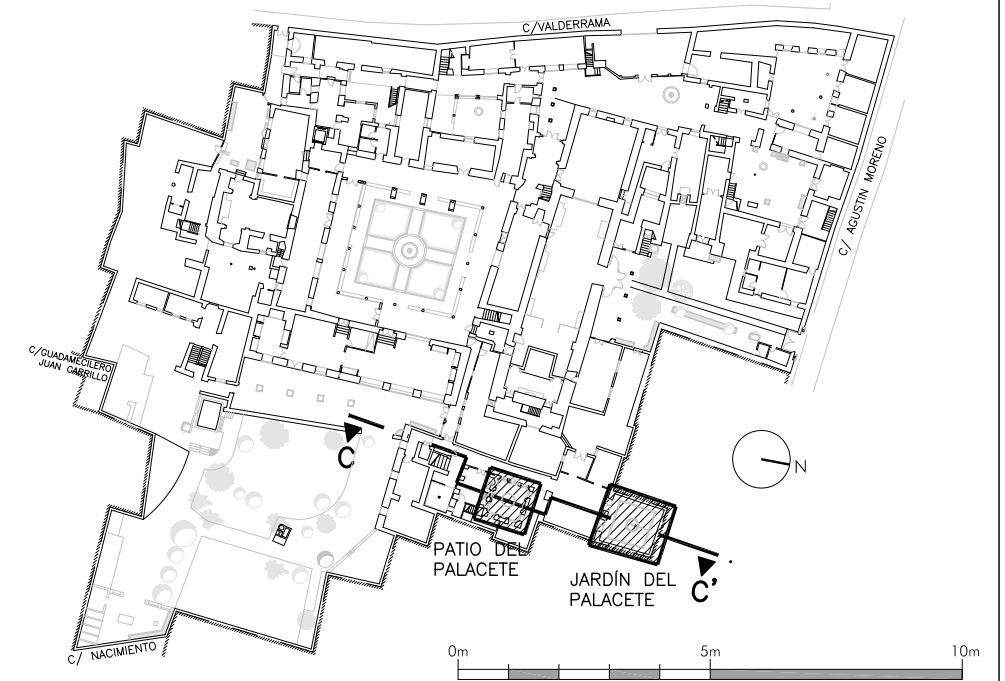 C/VALDERRAMA
C/ AGUSTIN MORENO
C/GUADAMECILERO
JUAN CARRILLO
C
N
PATIO DEL
PALACETE
JARDÍN DEL
PALACETE
C'
C/ NACIMIENTO
0m
5m
10m